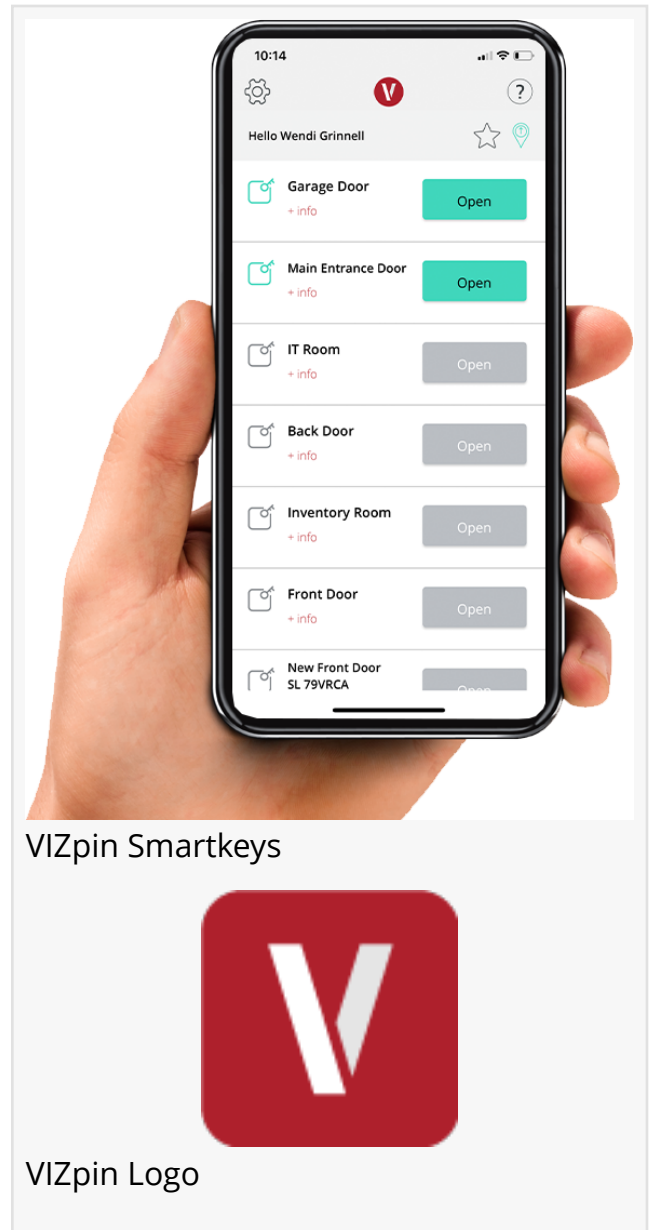 10:14
V
?
Hello Wendi Grinnell
Garage Door
+ info
Open
Main Entrance Door
+ info
Open
IT Room
+ info
Open
Back Door
+ info
Open
Inventory Room
+ info
Open
Front Door
+ info
Open
New Front Door
SL 79VRCA
Open
VIZpin Smartkeys
V
VIZpin Logo